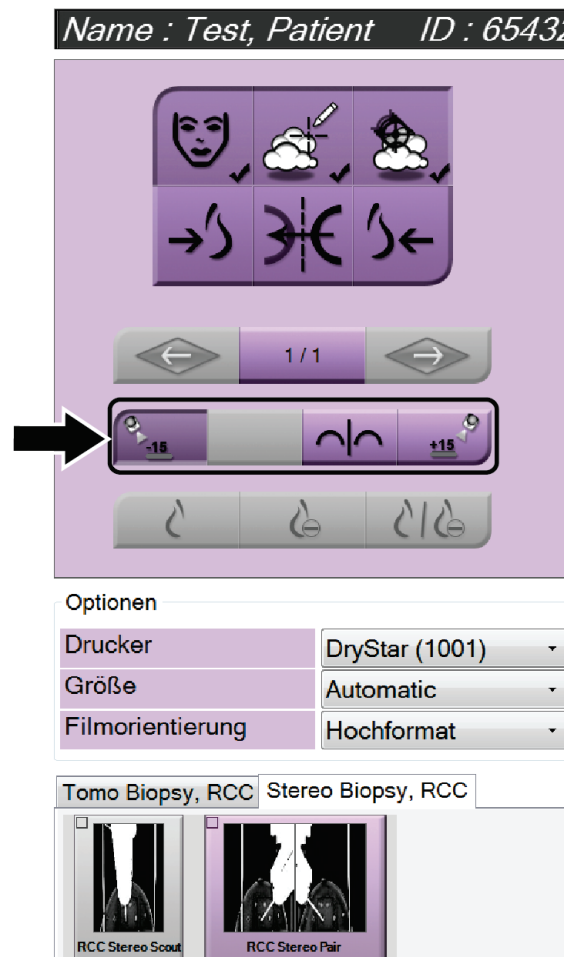 Name : Test, Patient ID : 65432
1 / 1
-15 +15
Optionen
Drucker DryStar (1001)
Größe Automatic
Filmorientierung Hochformat
Tomo Biopsy, RCC Stereo Biopsy, RCC
RCC Stereo Scout RCC Stereo Pair